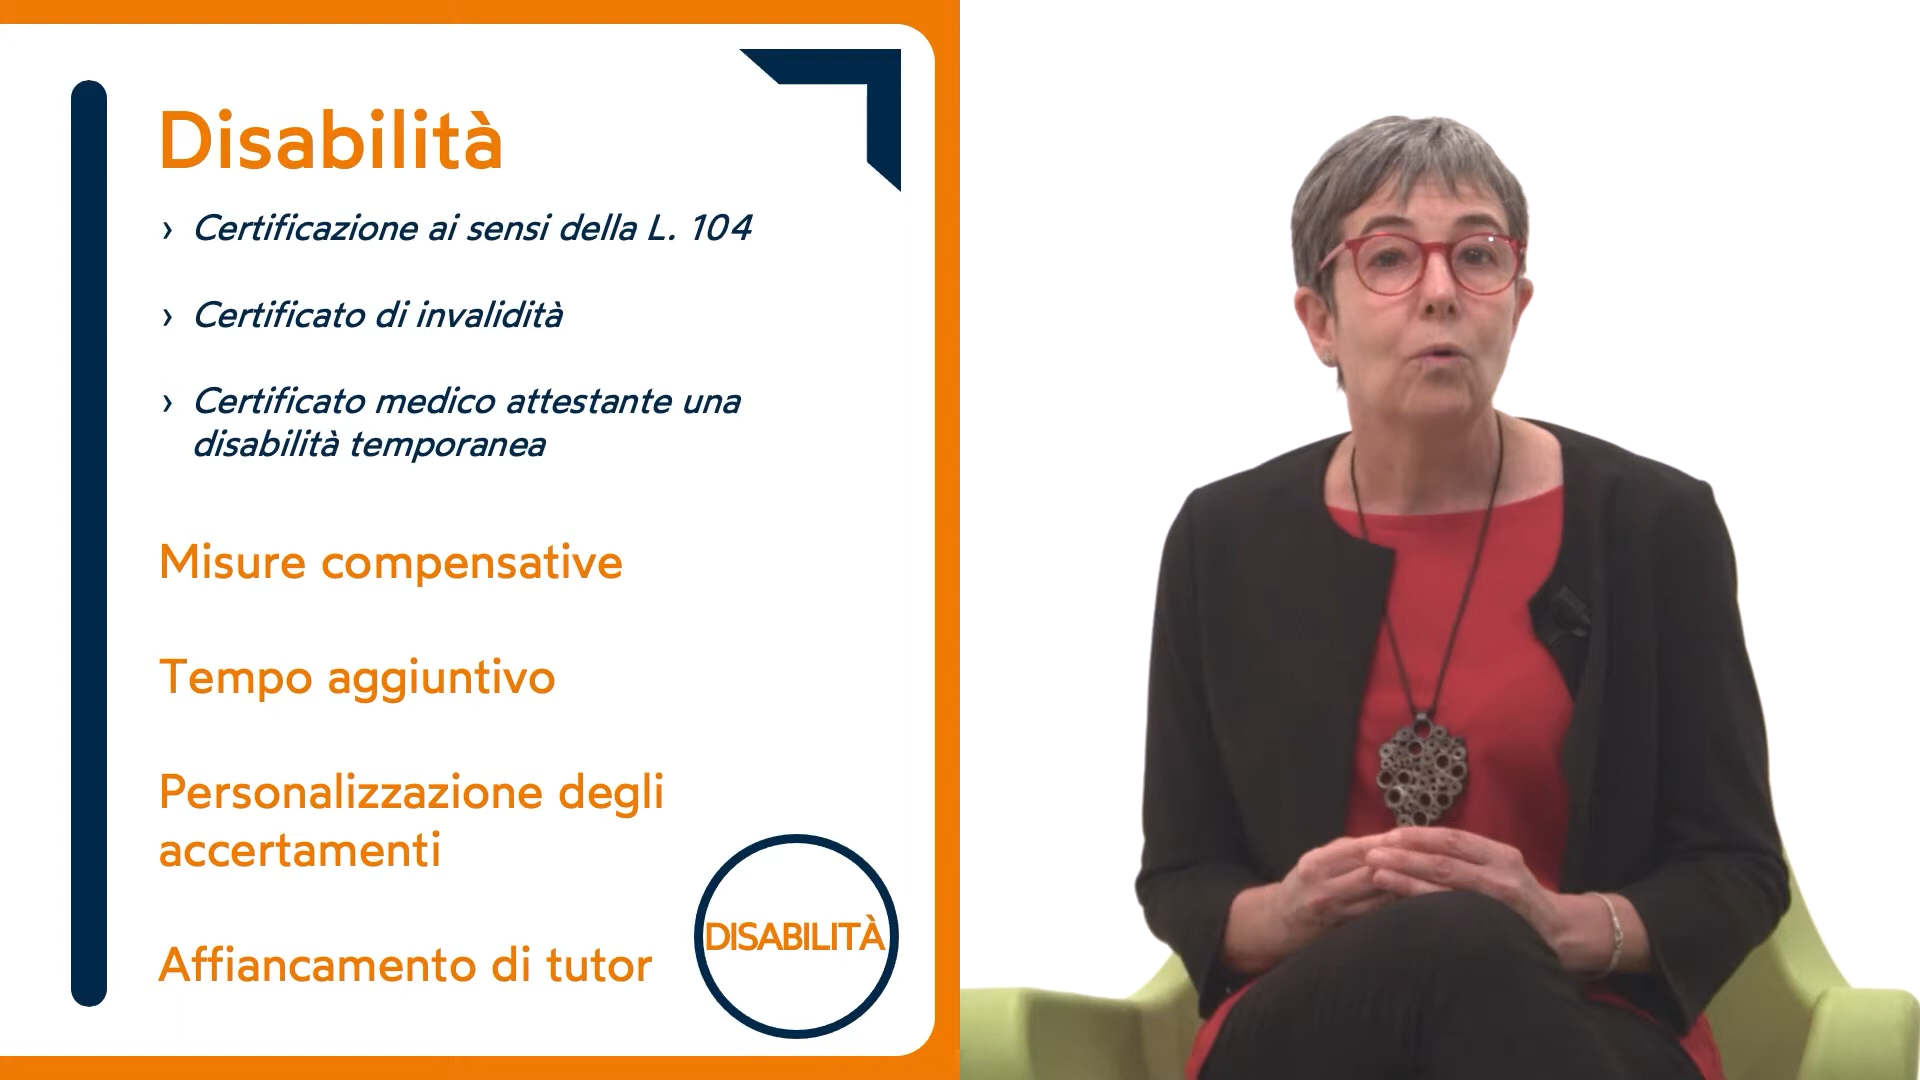 Disabilità
› Certificazione ai sensi della L. 104
› Certificato di invalidità
› Certificato medico attestante una
disabilità temporanea
Misure compensative
Tempo aggiuntivo
Personalizzazione degli
accertamenti
Affiancamento di tutor
DISABILITÀ